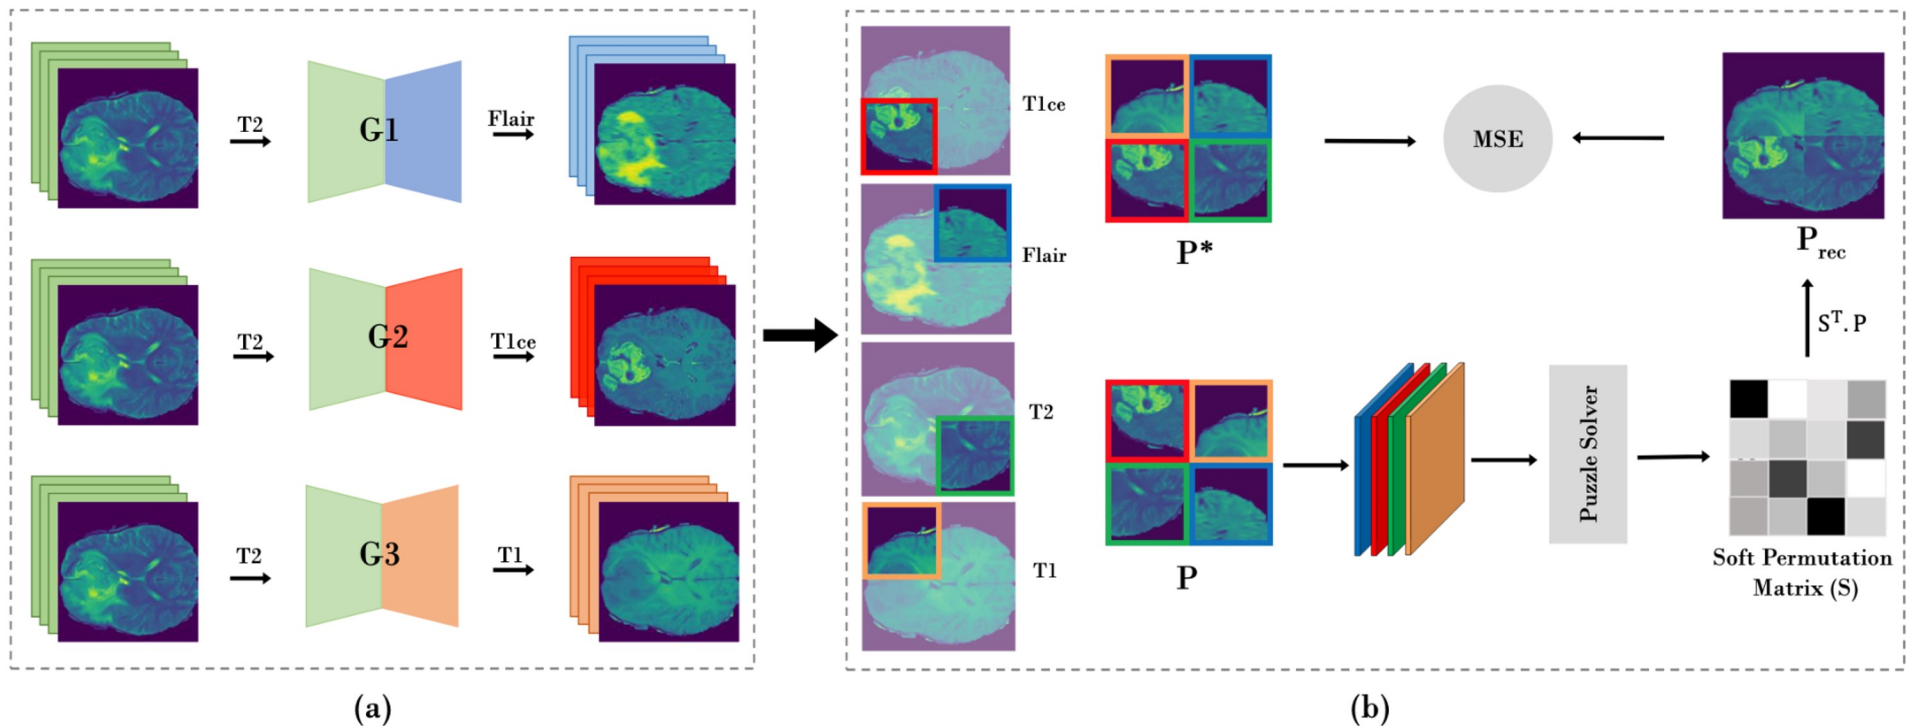 T2
G1
Flair
T2
G2
T1ce
T2
G3
T1
(a)
T1ce
Flair
T2
T1
P*
MSE
P_rec
S^T.P
P
Puzzle Solver
Soft Permutation
Matrix (S)
(b)